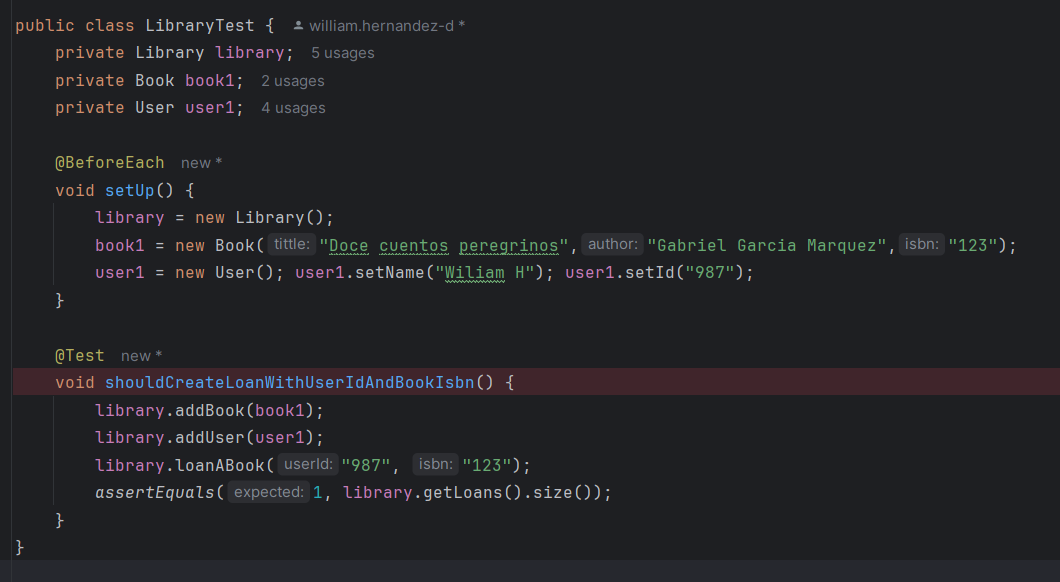 public class LibraryTest { william.hernandez-d *
private Library library; 5 usages
private Book book1; 2 usages
private User user1; 4 usages
@BeforeEach new *
void setUp() {
library = new Library();
book1 = new Book( tittle: "Doce cuentos peregrinos", author: "Gabriel Garcia Marquez", isbn: "123");
user1 = new User(); user1.setName("Wiliam H"); user1.setId("987");
}
@Test new *
void shouldCreateLoanWithUserIdAndBookIsbn() {
library.addBook(book1);
library.addUser(user1);
library.loanABook( userId: "987", isbn: "123");
assertEquals( expected: 1, library.getLoans().size());
}
}